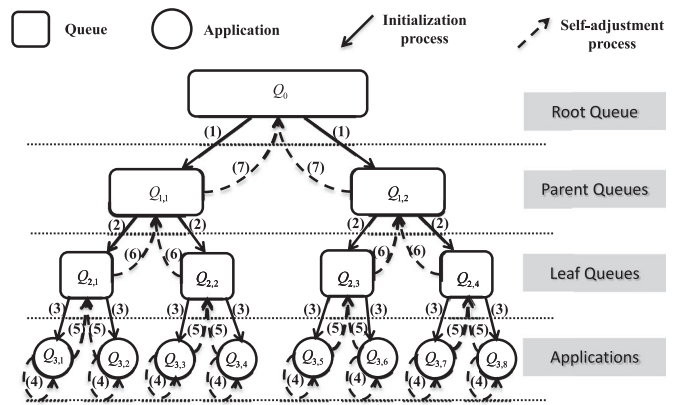 Queue
Application
Initialization
process
Self-adjustment
process
Q0
Root Queue
(1) (1)
(7) (7)
Q1,1 Q1,2
Parent Queues
(2) (2) (2) (2)
(6) (6) (6) (6)
Q2,1 Q2,2 Q2,3 Q2,4
Leaf Queues
(3) (3) (3) (3) (3) (3) (3) (3)
(5) (5) (5) (5) (5) (5) (5) (5)
Q3,1 Q3,2 Q3,3 Q3,4 Q3,5 Q3,6 Q3,7 Q3,8
Applications
(4) (4) (4) (4) (4) (4) (4) (4)